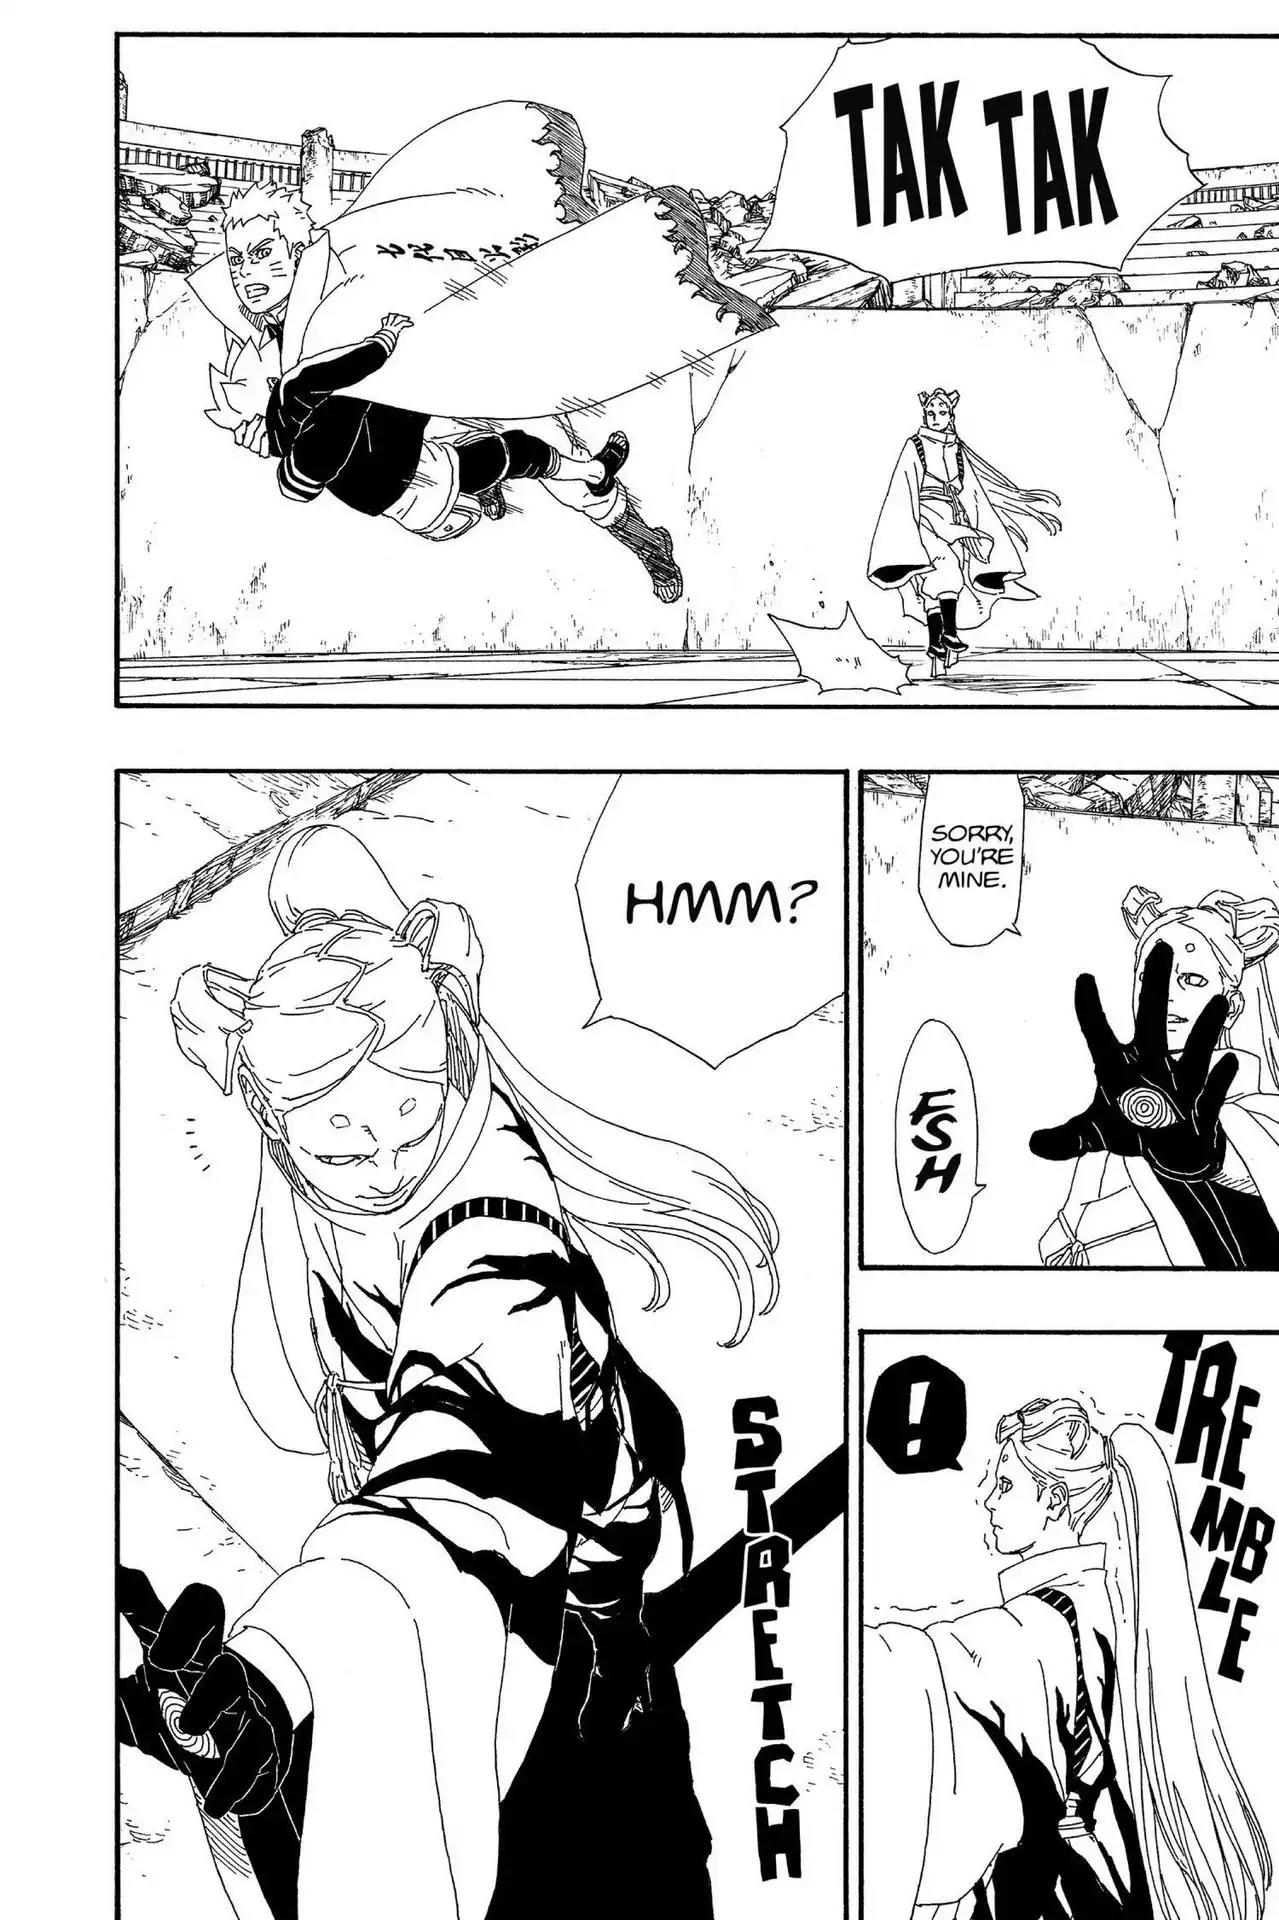 TAK TAK
SORRY,
YOU'RE
MINE.
FSH
!
TREMBLE
HMM?
STRETCH